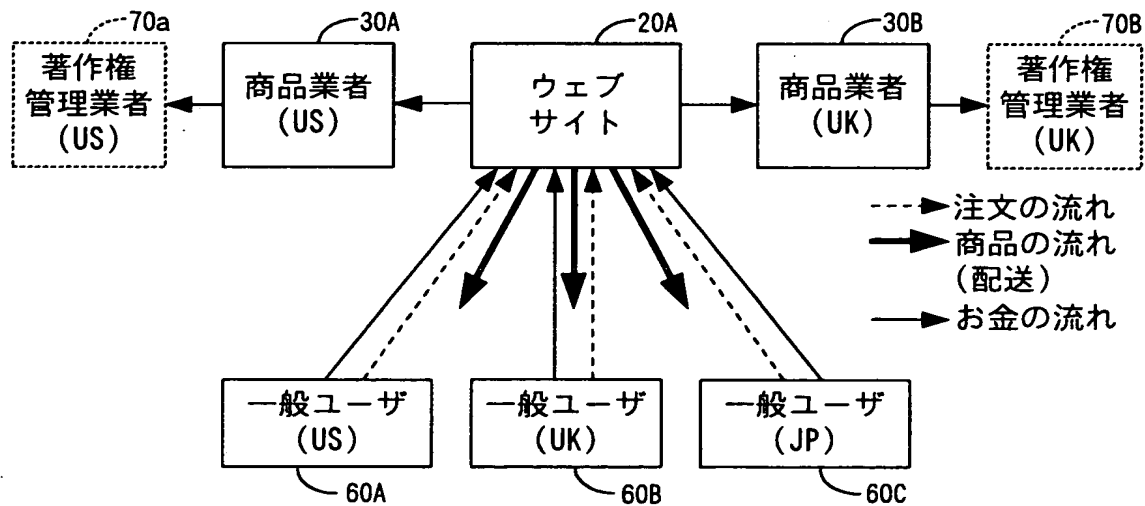 70a
30A
20A
30B
70B
著作権
管理業者
(US)
商品業者
(US)
ウェブ
サイト
商品業者
(UK)
著作権
管理業者
(UK)
注文の流れ
商品の流れ
(配送)
お金の流れ
一般ユーザ
(US)
一般ユーザ
(UK)
一般ユーザ
(JP)
60A
60B
60C